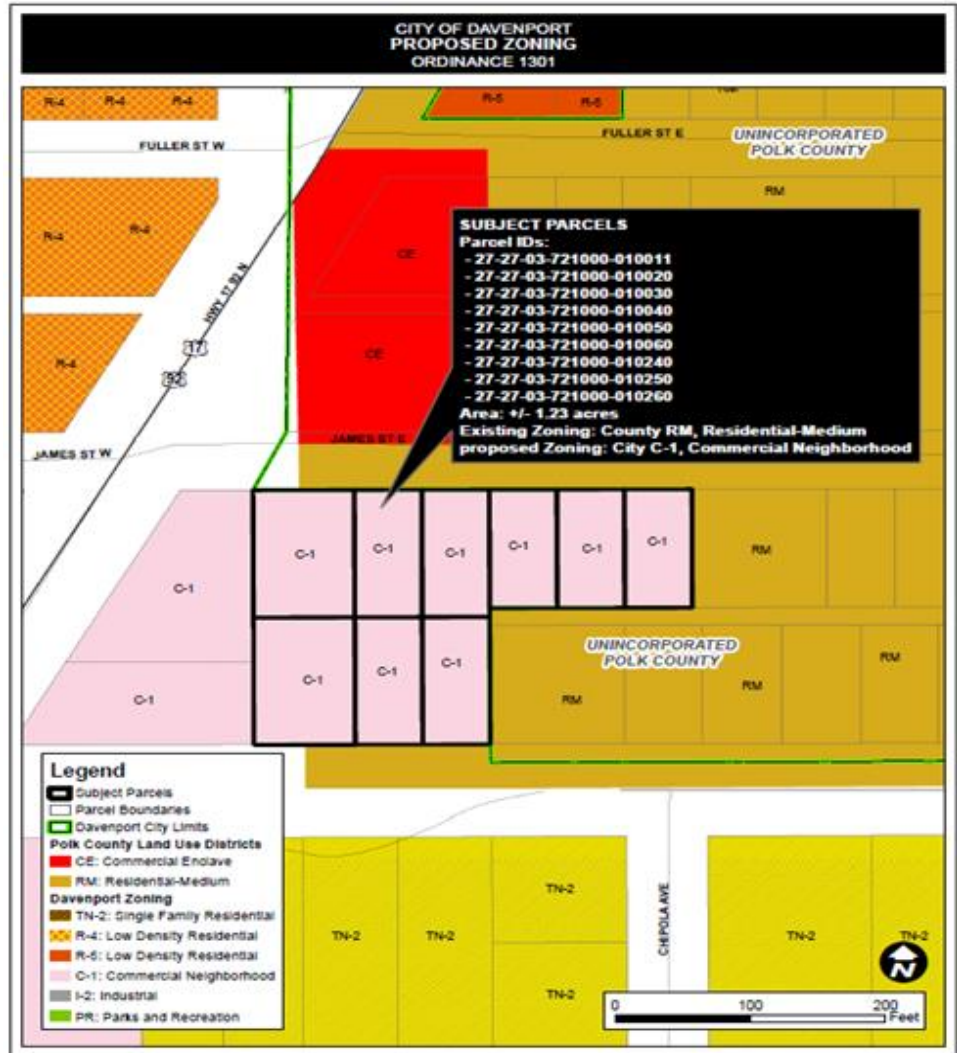 CITY OF DAVENPORT
PROPOSED ZONING
ORDINANCE 1301
R-4
R-4
R-4
R-5
R-5
FULLER ST W
FULLER ST E
UNINCORPORATED
POLK COUNTY
RM
R-4
R-4
CE
HWY 17 92 N
SUBJECT PARCELS
Parcel IDs:
- 27-27-03-721000-010011
- 27-27-03-721000-010020
- 27-27-03-721000-010030
- 27-27-03-721000-010040
- 27-27-03-721000-010050
- 27-27-03-721000-010060
- 27-27-03-721000-010240
- 27-27-03-721000-010250
- 27-27-03-721000-010260
Area: +/- 1.23 acres
Existing Zoning: County RM, Residential-Medium
proposed Zoning: City C-1, Commercial Neighborhood
17
92
R-4
CE
JAMES ST W
JAMES ST E
C-1
C-1
C-1
C-1
C-1
C-1
RM
C-1
UNINCORPORATED
POLK COUNTY
C-1
C-1
C-1
C-1
RM
RM
RM
Legend
Subject Parcels
Parcel Boundaries
Davenport City Limits
Polk County Land Use Districts
CE: Commercial Enclave
RM: Residential-Medium
Davenport Zoning
TN-2: Single Family Residential
R-4: Low Density Residential
R-5: Low Density Residential
C-1: Commercial Neighborhood
I-2: Industrial
PR: Parks and Recreation
TN-2
TN-2
TN-2
TN-2
CHIPOLA AVE
TN-2
TN-2
N
0 100 200
Feet